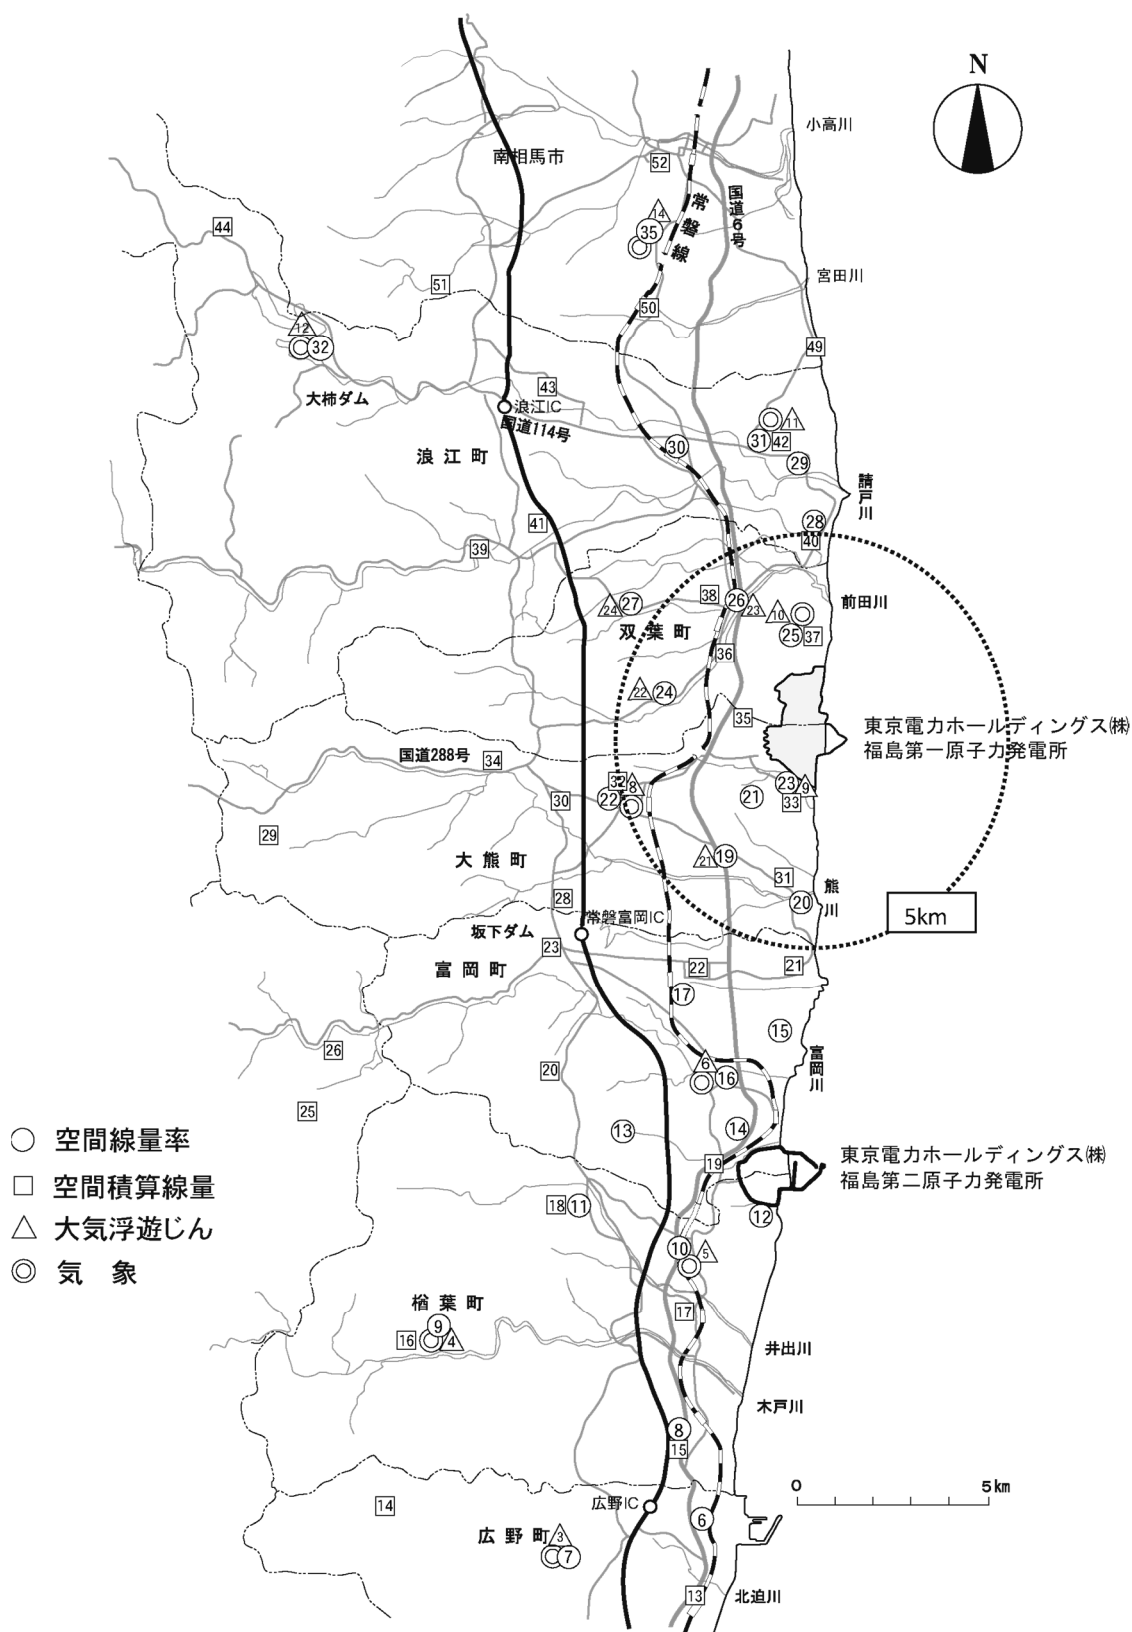 N
小高川
南相馬市
52
14
35
常磐線
国道6号
44
51
宮田川
50
12
32
49
大柿ダム
43
浪江IC
国道114号
11
31
42
30
29
浪江町
請戸川
28
41
40
39
38
26
23
10
前田川
24
27
25
37
双葉町
36
22
24
35
東京電力ホールディングス㈱
福島第一原子力発電所
国道288号
34
32
8
22
30
21
23
9
33
29
大熊町
21
19
31
熊川
20
28
常磐富岡IC
5km
坂下ダム
23
富岡町
22
21
17
15
26
富岡川
6
16
20
25
13
14
○ 空間線量率
□ 空間積算線量
△ 大気浮遊じん
◎ 気象
19
東京電力ホールディングス㈱
福島第二原子力発電所
18
11
12
10
5
17
楢葉町
9
16
4
井出川
木戸川
8
15
0
5km
14
広野IC
6
広野町
3
7
13
北迫川